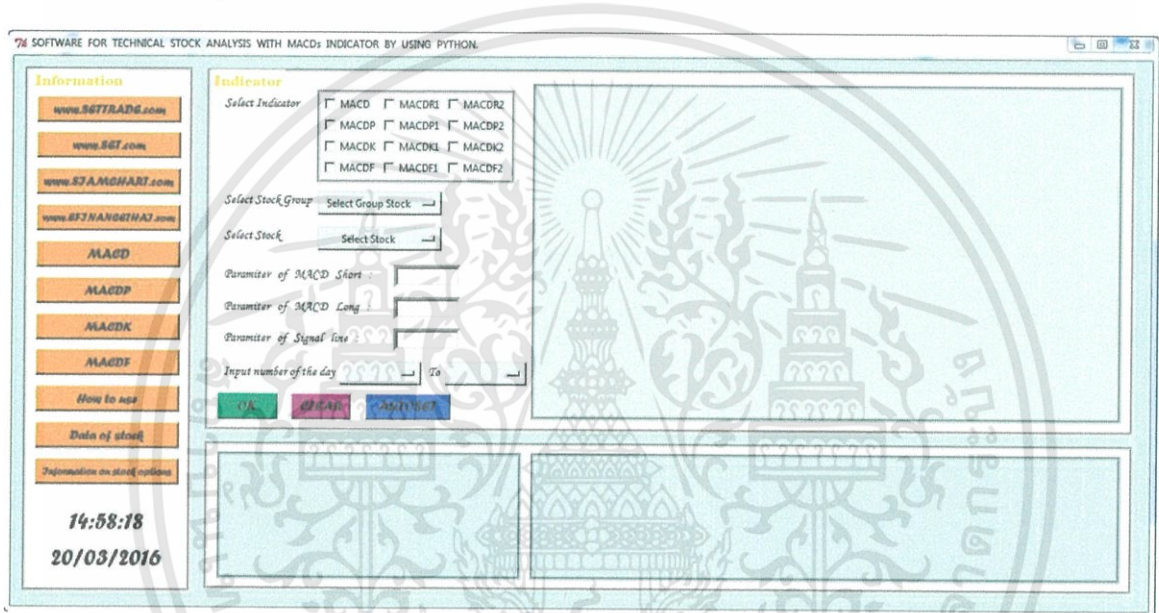 SOFTWARE FOR TECHNICAL STOCK ANALYSIS WITH MACDs INDICATOR BY USING PYTHON.
Information
www.SETTRADE.com
www.SET.com
www.SIAMCHART.com
www.EFINANCETHAI.com
MACD
MACDP
MACDK
MACDF
How to use
Data of stock
Information on stock options
14:58:18
20/03/2016
Indicator
Select Indicator
MACD MACDR1 MACDR2
MACDP MACDP1 MACDP2
MACDK MACDK1 MACDK2
MACDF MACDF1 MACDF2
Select Stock Group Select Group Stock
Select Stock Select Stock
Paramiter of MACD Short :
Paramiter of MACD Long :
Paramiter of Signal line :
Input number of the day To
OK CLEAR